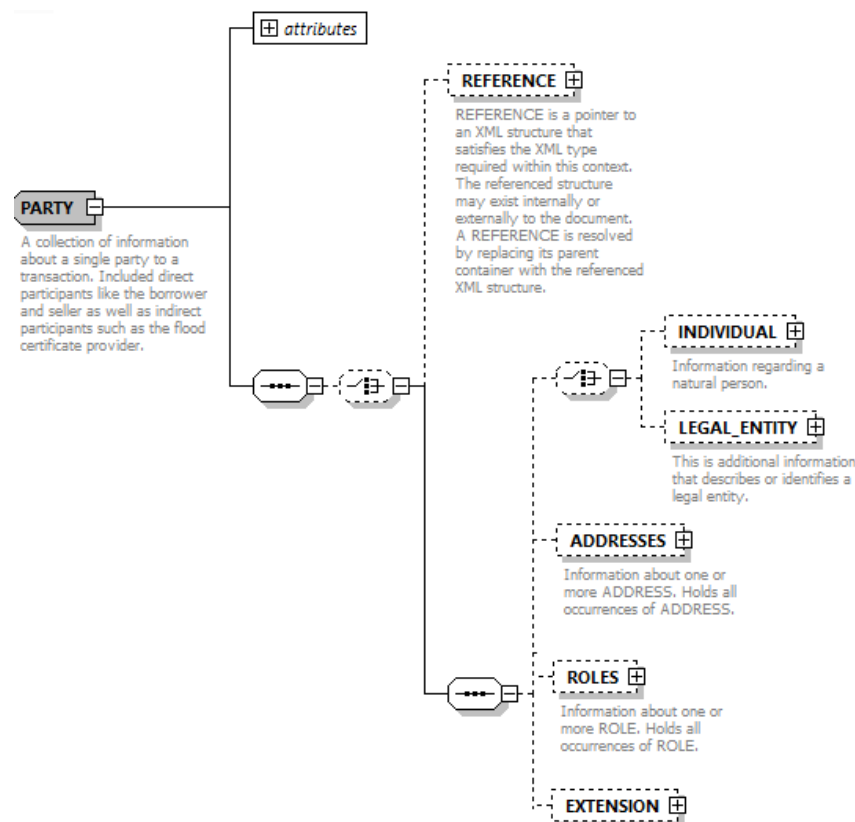 attributes
REFERENCE
REFERENCE is a pointer to
an XML structure that
satisfies the XML type
required within this context.
The referenced structure
may exist internally or
externally to the document.
A REFERENCE is resolved
by replacing its parent
container with the referenced
XML structure.
PARTY
A collection of information
about a single party to a
transaction. Included direct
participants like the borrower
and seller as well as indirect
participants such as the flood
certificate provider.
INDIVIDUAL
Information regarding a
natural person.
LEGAL_ENTITY
This is additional information
that describes or identifies a
legal entity.
ADDRESSES
Information about one or
more ADDRESS. Holds all
occurrences of ADDRESS.
ROLES
Information about one or
more ROLE. Holds all
occurrences of ROLE.
EXTENSION